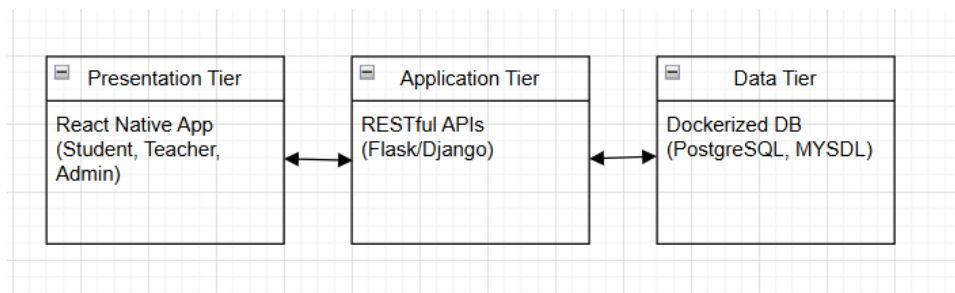 Presentation Tier
React Native App
(Student, Teacher,
Admin)
Application Tier
RESTful APIs
(Flask/Django)
Data Tier
Dockerized DB
(PostgreSQL, MYSDL)